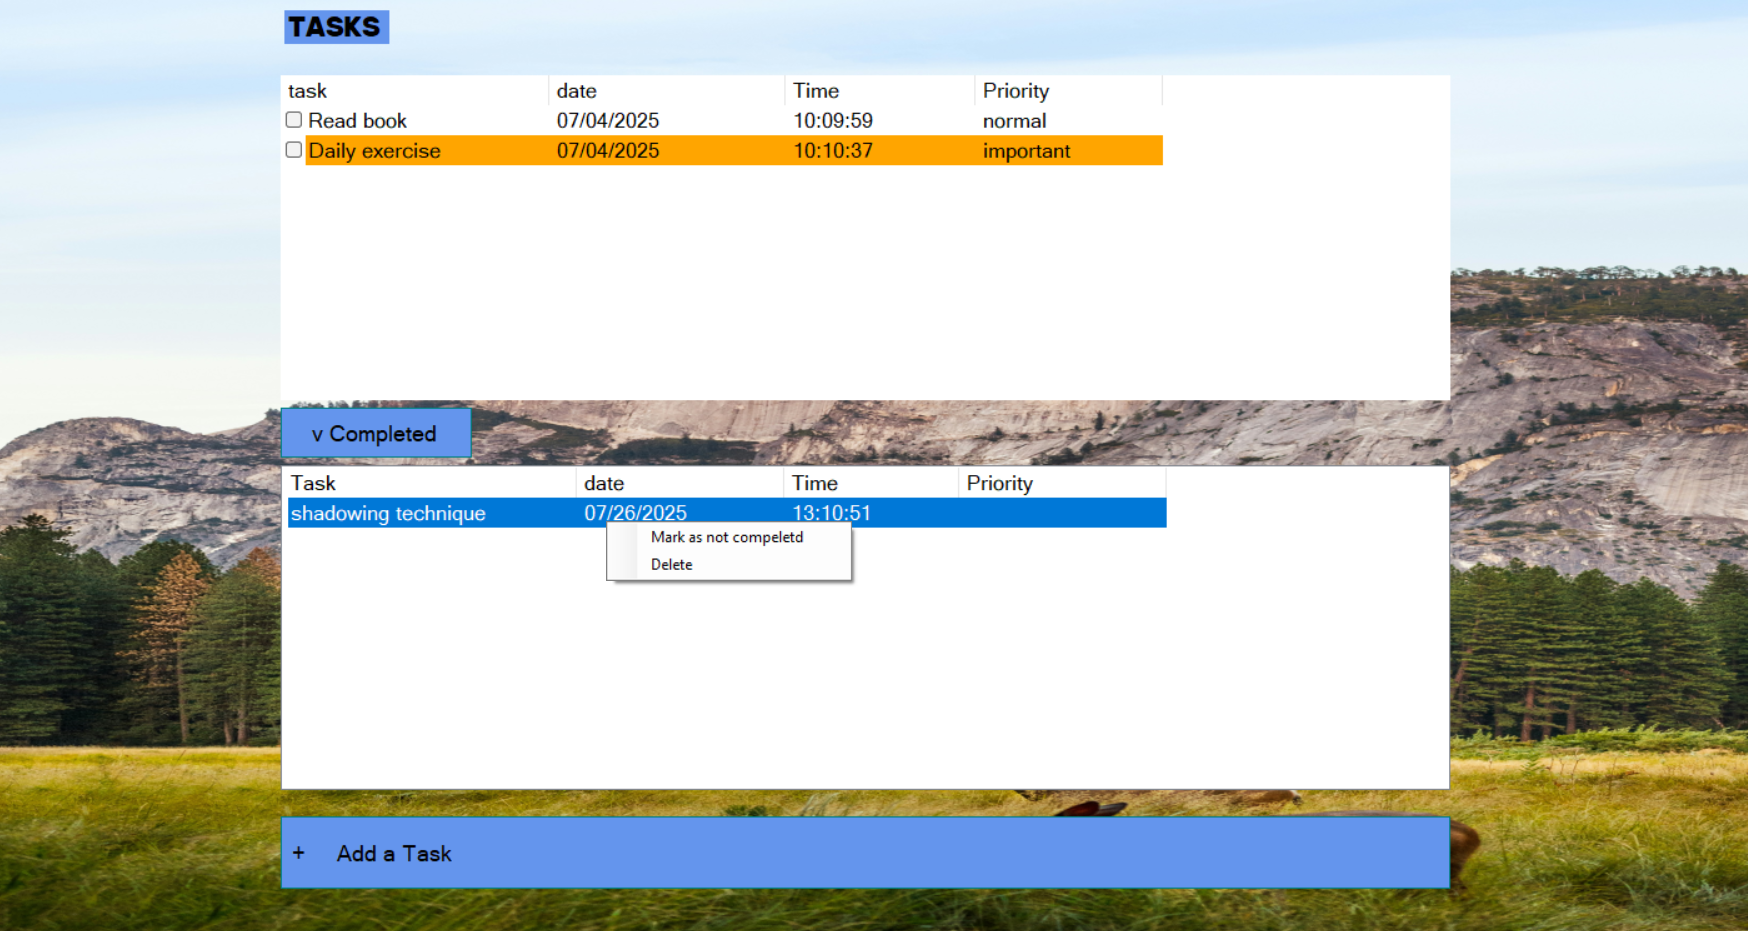 TASKS
task date Time Priority
Read book 07/04/2025 10:09:59 normal
Daily exercise 07/04/2025 10:10:37 important
v Completed
Task date Time Priority
shadowing technique 07/26/2025 13:10:51
Mark as not compeletd
Delete
+ Add a Task